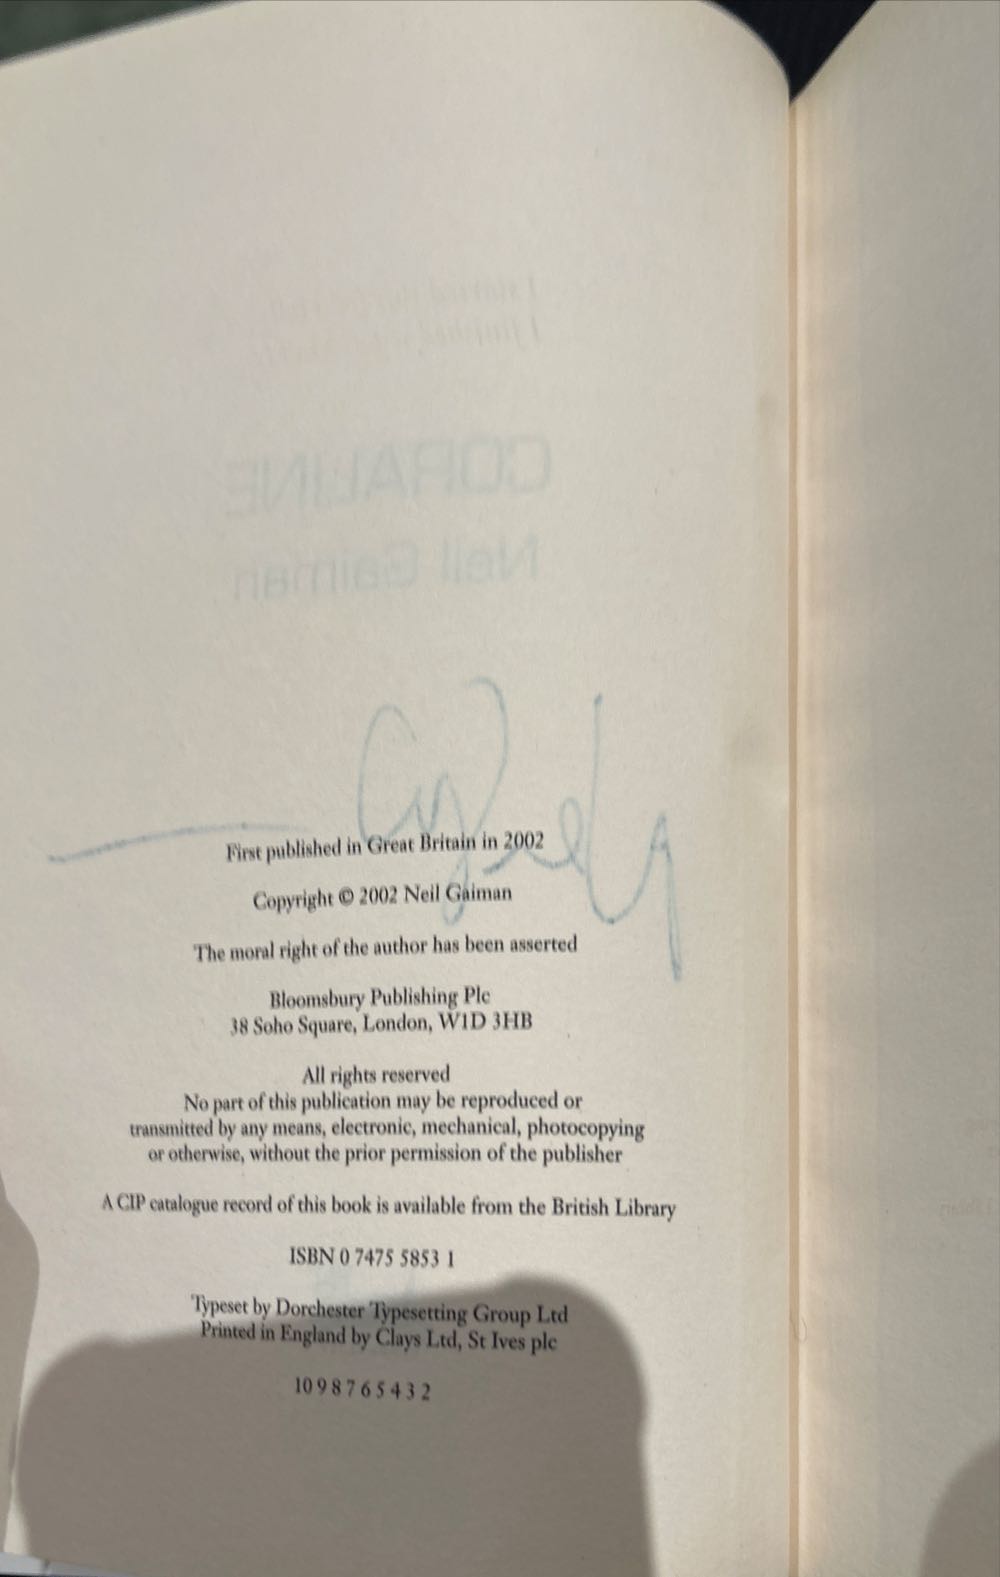 CORALINE
Neil Gaiman
First published in Great Britain in 2002
Copyright © 2002 Neil Gaiman
The moral right of the author has been asserted
Bloomsbury Publishing Plc
38 Soho Square, London, W1D 3HB
All rights reserved
No part of this publication may be reproduced or
transmitted by any means, electronic, mechanical, photocopying
or otherwise, without the prior permission of the publisher
A CIP catalogue record of this book is available from the British Library
ISBN 0 7475 5853 1
Typeset by Dorchester Typesetting Group Ltd
Printed in England by Clays Ltd, St Ives plc
10 9 8 7 6 5 4 3 2